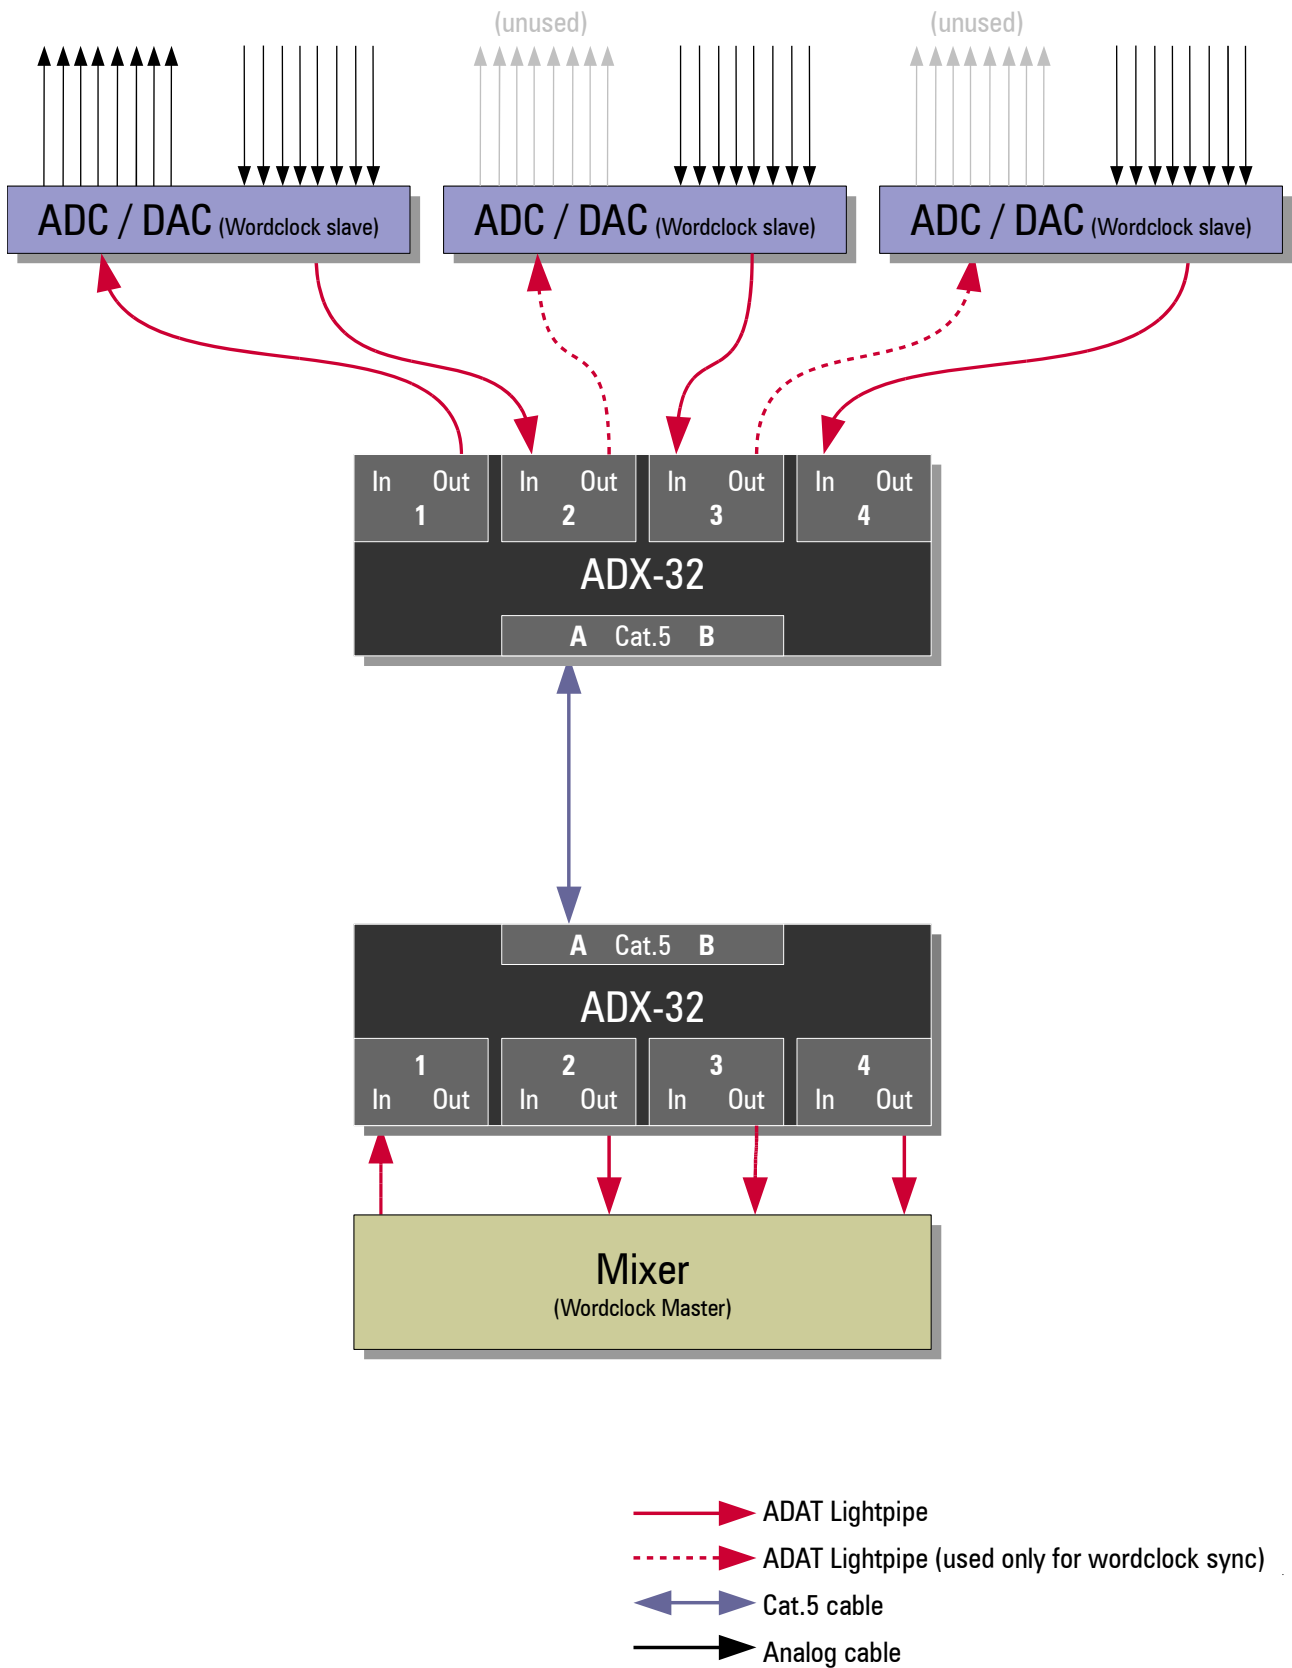 (unused) (unused)
ADC / DAC (Wordclock slave) ADC / DAC (Wordclock slave) ADC / DAC (Wordclock slave)
In Out In Out In Out In Out
1 2 3 4
ADX-32
A Cat.5 B
A Cat.5 B
ADX-32
1 2 3 4
In Out In Out In Out In Out
Mixer
(Wordclock Master)
ADAT Lightpipe
ADAT Lightpipe (used only for wordclock sync)
Cat.5 cable
Analog cable